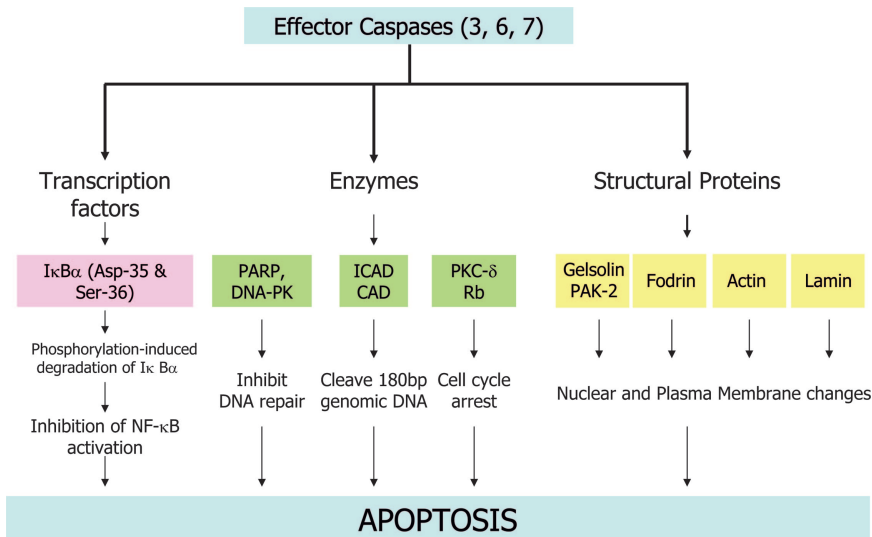 Effector Caspases (3, 6, 7)
Transcription
factors
Enzymes
Structural Proteins
IκBα (Asp-35 &
Ser-36)
PARP,
DNA-PK
ICAD
CAD
PKC-δ
Rb
Gelsolin
PAK-2
Fodrin
Actin
Lamin
Phosphorylation-induced
degradation of Iκ Bα
Inhibit
DNA repair
Cleave 180bp
genomic DNA
Cell cycle
arrest
Nuclear and Plasma Membrane changes
Inhibition of NF-κB
activation
APOPTOSIS